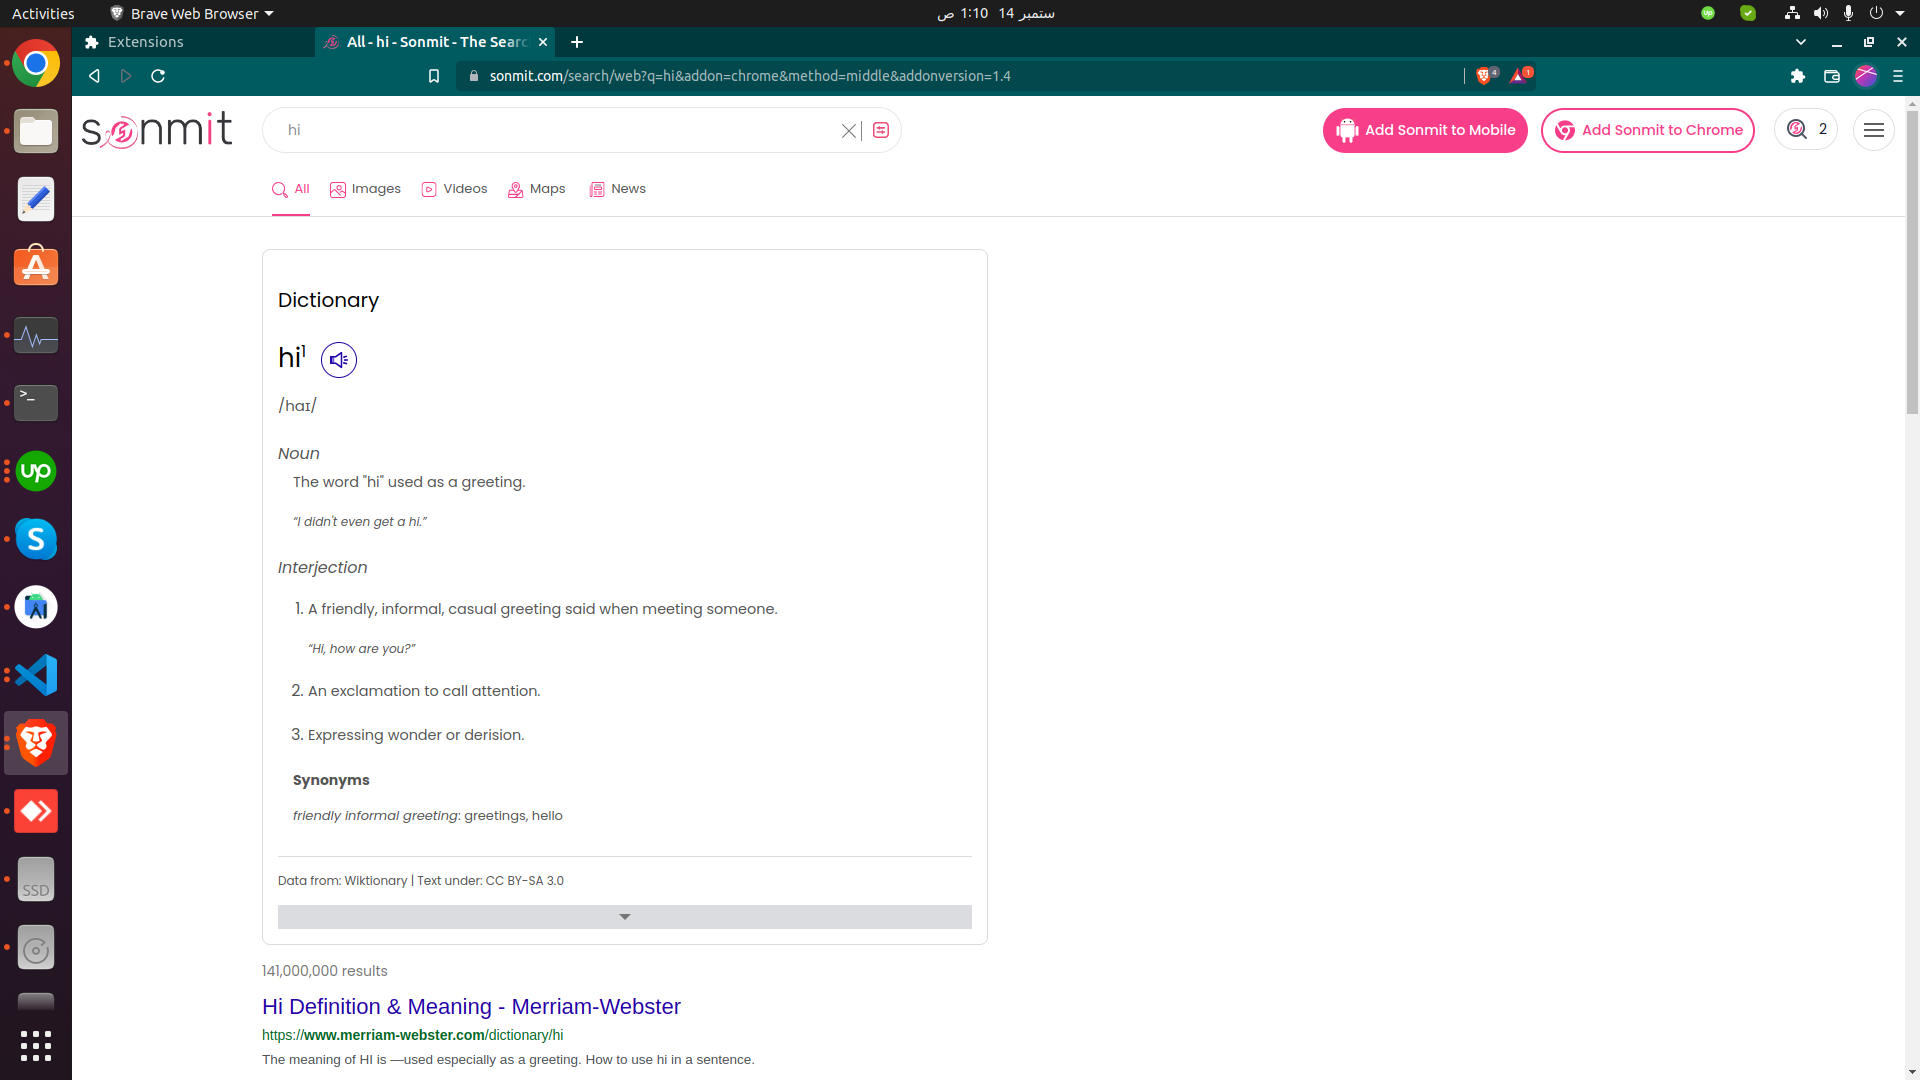 Activities
Brave Web Browser
ستمبر 14 1:10 ص
Extensions
All - hi - Sonmit - The Searc
sonmit.com/search/web?q=hi&addon=chrome&method=middle&addonversion=1.4
4
1
sonmit
hi
Add Sonmit to Mobile
Add Sonmit to Chrome
2
All
Images
Videos
Maps
News
Dictionary
hi1
/haɪ/
Noun
The word "hi" used as a greeting.
“I didn't even get a hi.”
Interjection
1. A friendly, informal, casual greeting said when meeting someone.
“Hi, how are you?”
2. An exclamation to call attention.
3. Expressing wonder or derision.
Synonyms
friendly informal greeting: greetings, hello
Data from: Wiktionary | Text under: CC BY-SA 3.0
141,000,000 results
Hi Definition & Meaning - Merriam-Webster
https://www.merriam-webster.com/dictionary/hi
The meaning of HI is —used especially as a greeting. How to use hi in a sentence.
>_
up
S
SSD